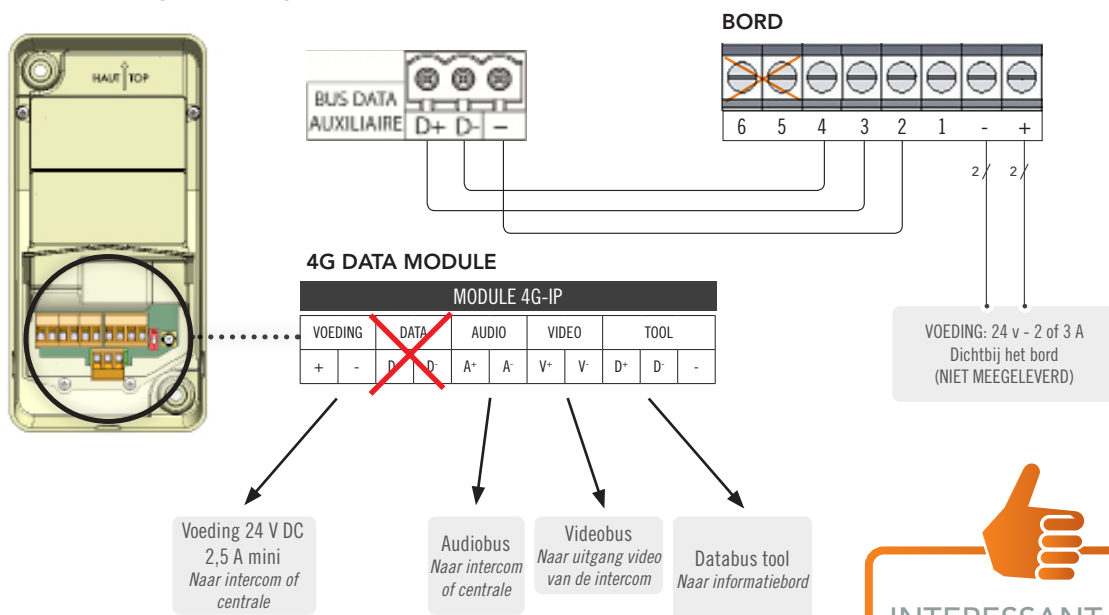 BORD
HAUT TOP
BUS DATA
AUXILIAIRE D+ D- -
6 5 4 3 2 1 - +
2 2
4G DATA MODULE
MODULE 4G-IP
VOEDING DATA AUDIO VIDEO TOOL
+ - D D- A+ A- V+ V- D+ D- -
VOEDING: 24 v - 2 of 3 A
Dichtbij het bord
(NIET MEEGELEVERD)
Voeding 24 V DC
2,5 A mini
Naar intercom of
centrale
Audiobus
Naar intercom
of centrale
Videobus
Naar uitgang video
van de intercom
Databus tool
Naar informatiebord
INTERESSANT